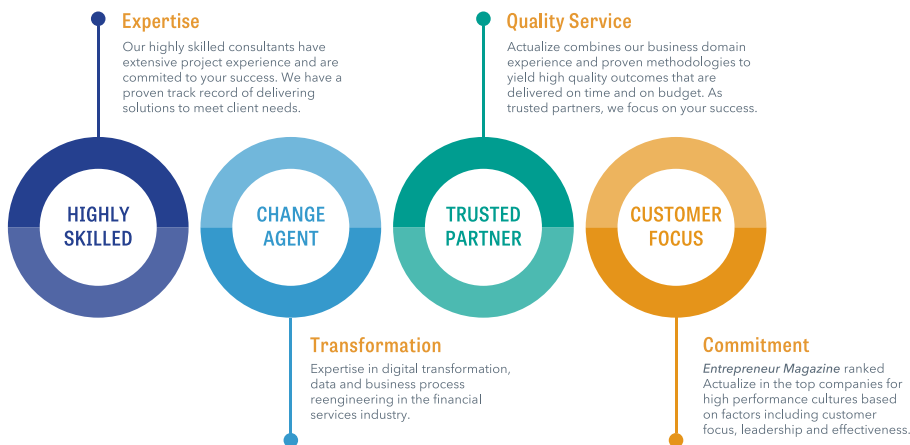 Expertise
Our highly skilled consultants have
extensive project experience and are
commited to your success. We have a
proven track record of delivering
solutions to meet client needs.
Quality Service
Actualize combines our business domain
experience and proven methodologies to
yield high quality outcomes that are
delivered on time and on budget. As
trusted partners, we focus on your success.
HIGHLY
SKILLED
CHANGE
AGENT
TRUSTED
PARTNER
CUSTOMER
FOCUS
Transformation
Expertise in digital transformation,
data and business process
reengineering in the financial
services industry.
Commitment
Entrepreneur Magazine ranked
Actualize in the top companies for
high performance cultures based
on factors including customer
focus, leadership and effectiveness.